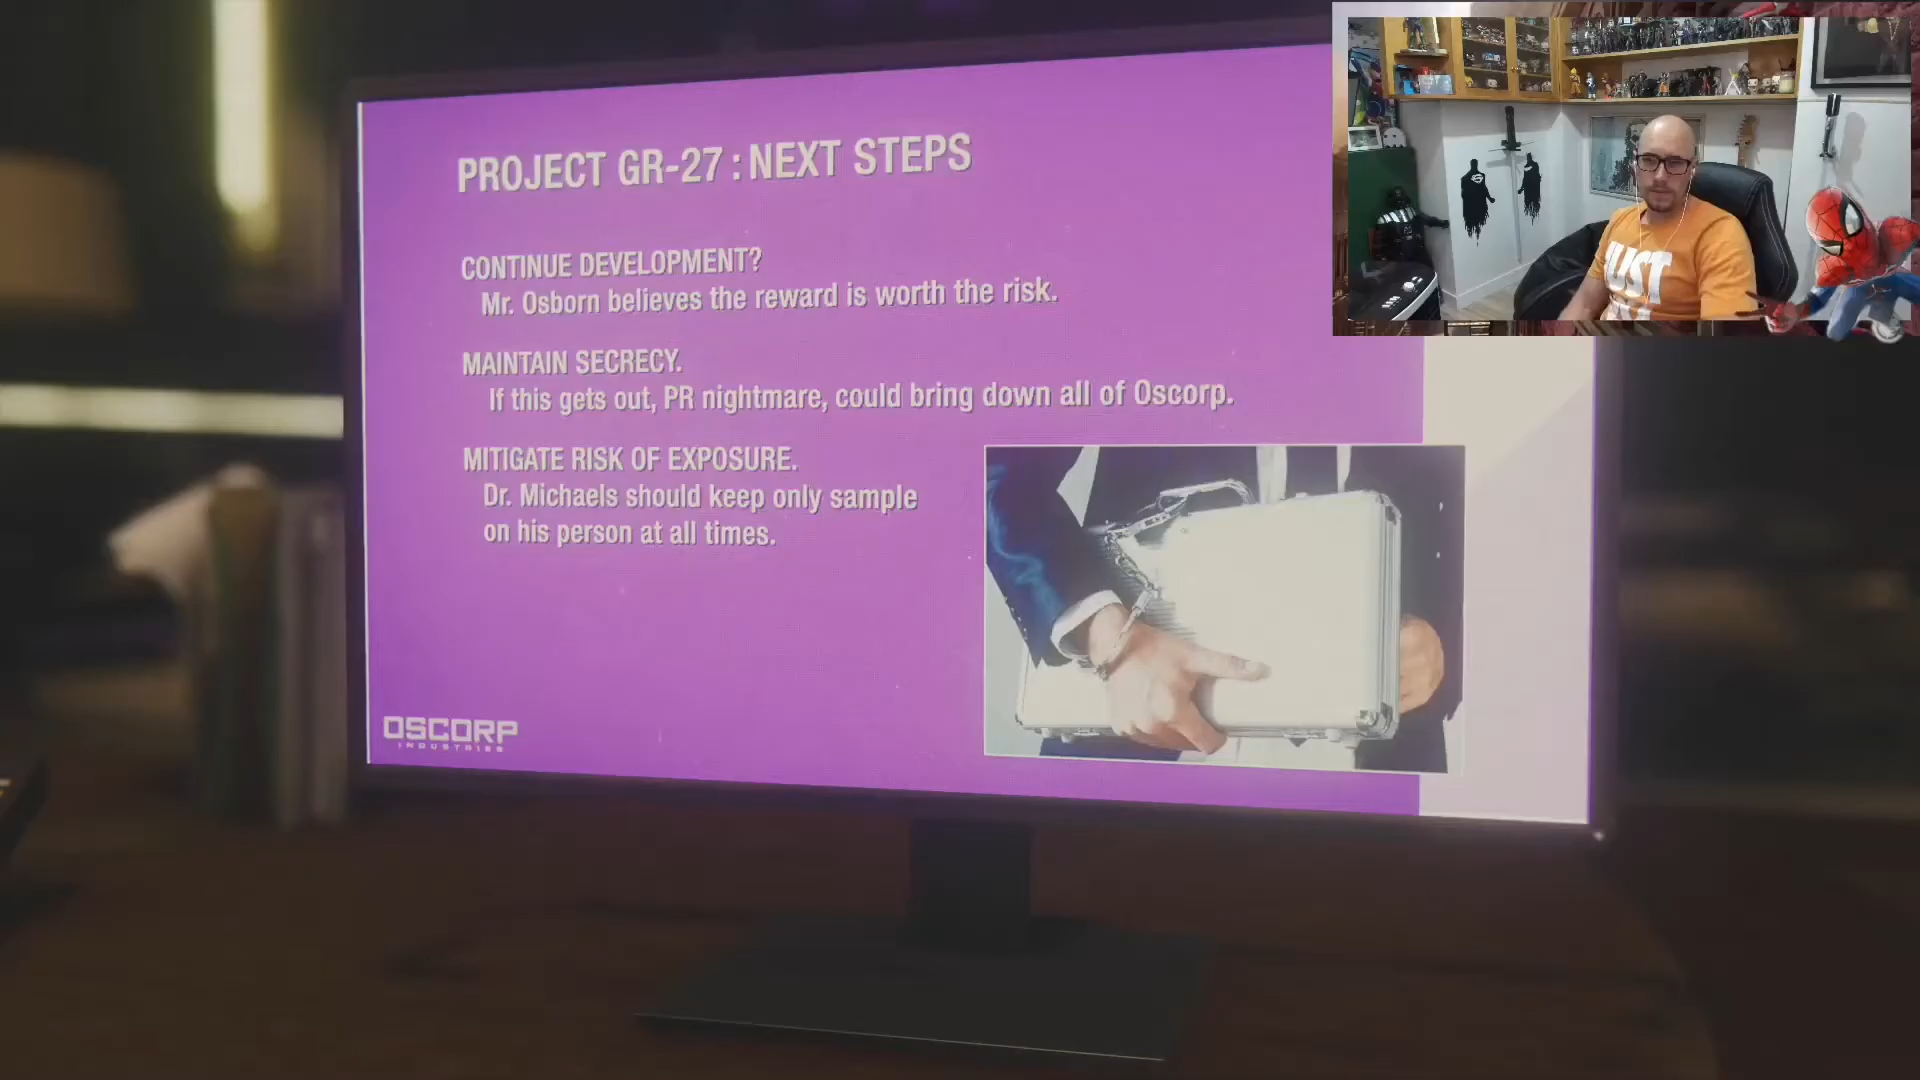 PROJECT GR-27 : NEXT STEPS
CONTINUE DEVELOPMENT?
Mr. Osborn believes the reward is worth the risk.
MAINTAIN SECRECY.
If this gets out, PR nightmare, could bring down all of Oscorp.
MITIGATE RISK OF EXPOSURE.
Dr. Michaels should keep only sample
on his person at all times.
OSCORP
INDUSTRIES
JUST